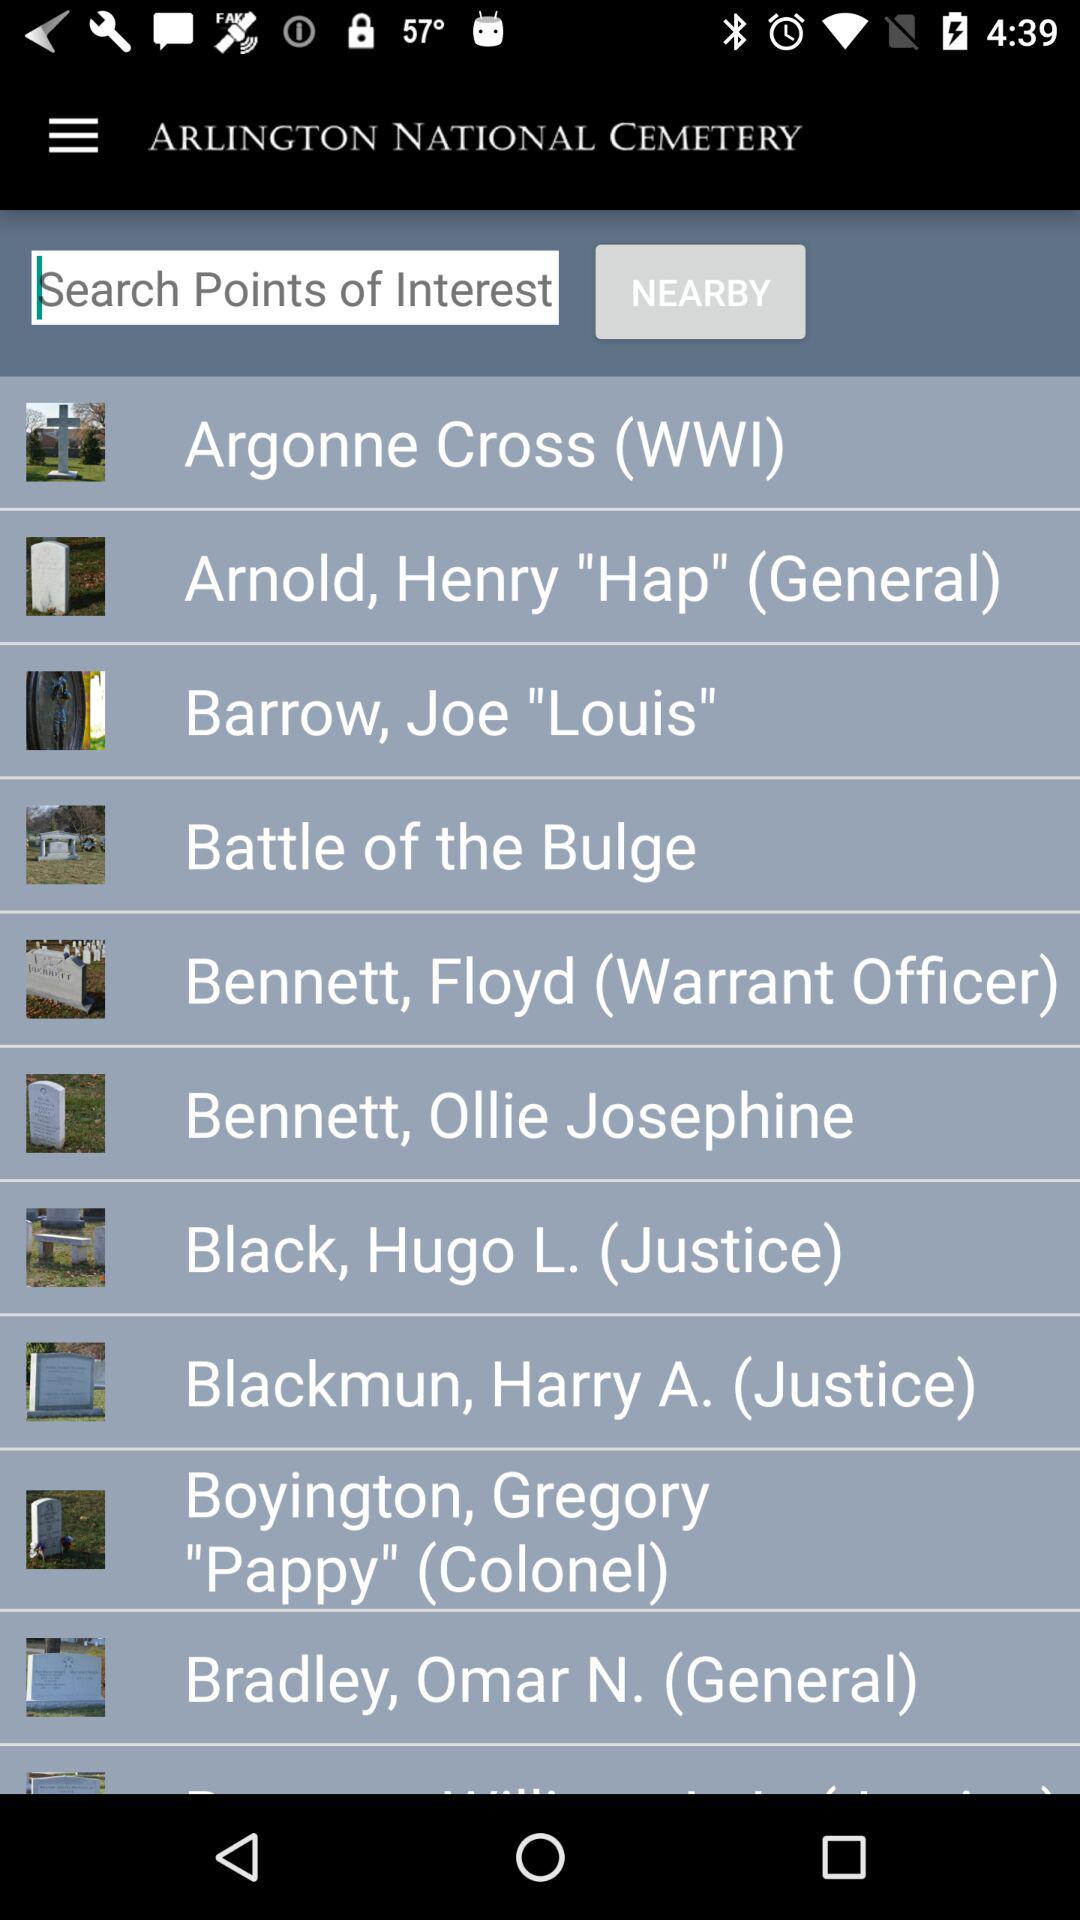 FAKE 57° 4:39
ARLINGTON NATIONAL CEMETERY
Search Points of Interest NEARBY
Argonne Cross (WWI)
Arnold, Henry "Hap" (General)
Barrow, Joe "Louis"
Battle of the Bulge
Bennett, Floyd (Warrant Officer)
BENNETT
Bennett, Ollie Josephine
Black, Hugo L. (Justice)
Blackmun, Harry A. (Justice)
Boyington, Gregory
"Pappy" (Colonel)
Bradley, Omar N. (General)